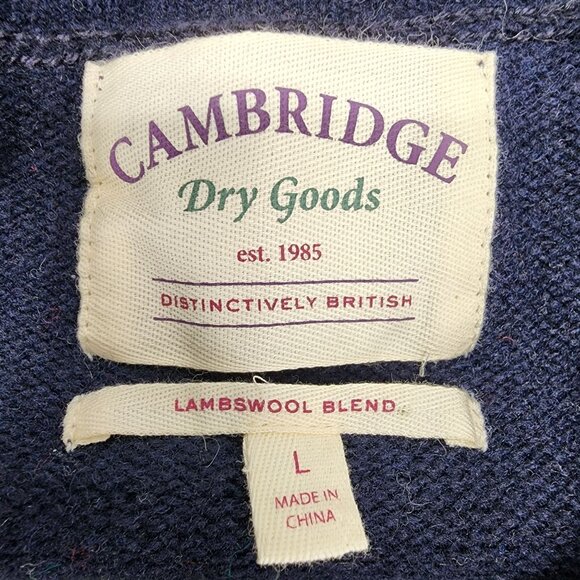 CAMBRIDGE
Dry Goods
est. 1985
DISTINCTIVELY BRITISH
LAMBSWOOL BLEND
L
MADE IN
CHINA